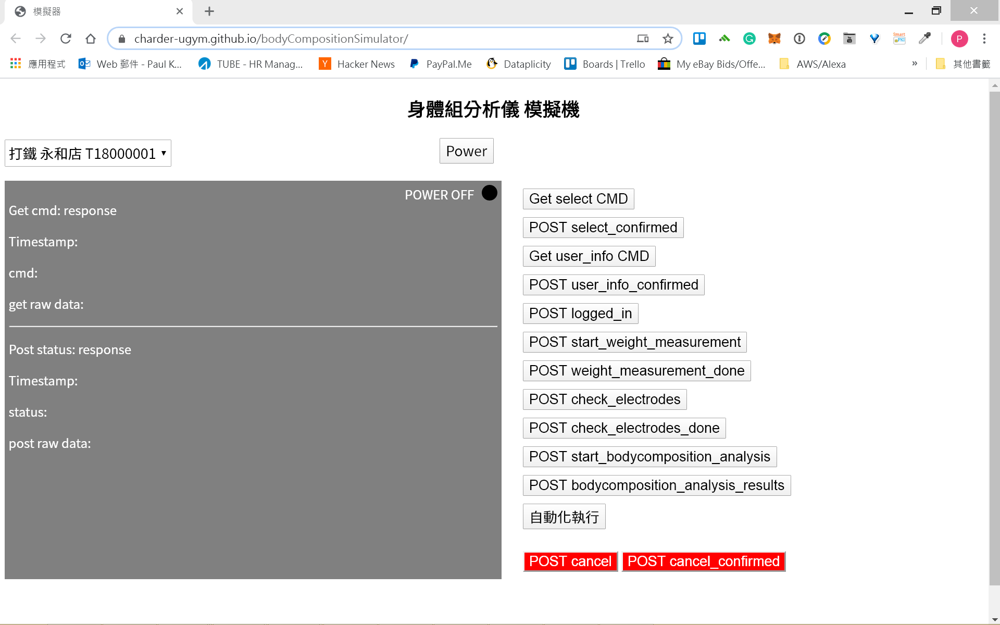 模擬器
charder-ugym.github.io/bodyCompositionSimulator/
Smart
PKI
P
應用程式 Web 郵件 - Paul K... TUBE - HR Manag... Hacker News PayPal.Me Dataplicity Boards | Trello My eBay Bids/Offe... AWS/Alexa » 其他書籤
身體組分析儀 模擬機
打鐵 永和店 T18000001
Power
POWER OFF
Get cmd: response
Timestamp:
cmd:
get raw data:
Post status: response
Timestamp:
status:
post raw data:
Get select CMD
POST select_confirmed
Get user_info CMD
POST user_info_confirmed
POST logged_in
POST start_weight_measurement
POST weight_measurement_done
POST check_electrodes
POST check_electrodes_done
POST start_bodycomposition_analysis
POST bodycomposition_analysis_results
自動化執行
POST cancel POST cancel_confirmed